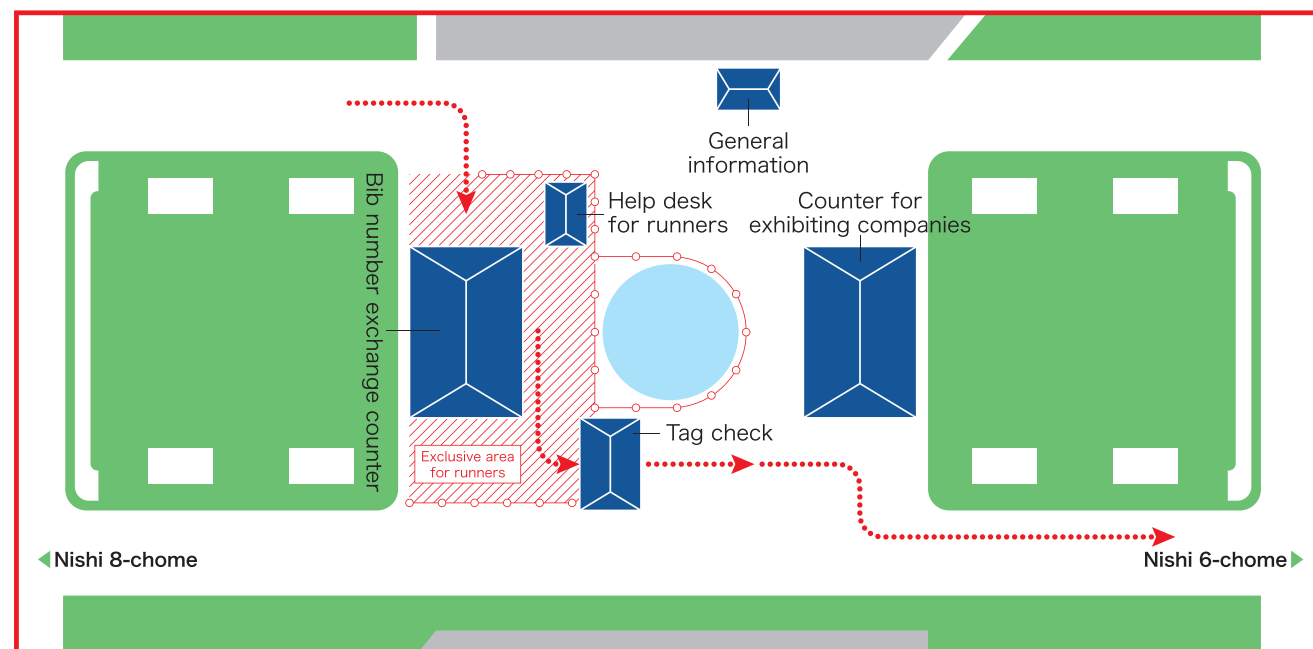 General
information
Help desk
for runners
Counter for
exhibiting companies
Bib number exchange counter
Tag check
Exclusive area
for runners
Nishi 8-chome
Nishi 6-chome